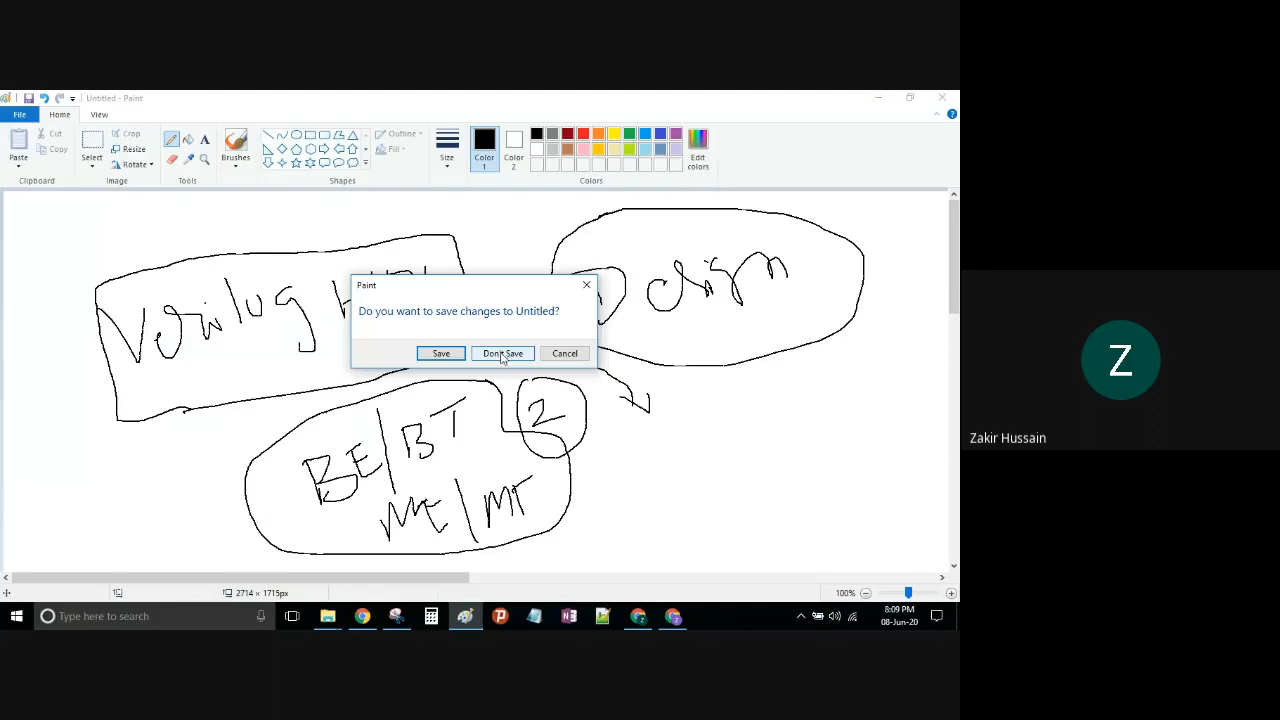 Untitled - Paint
File Home View
Cut
Copy
Paste
Clipboard
Crop
Resize
Rotate
Select
Image
Tools
Brushes
Shapes
Outline
Fill
Size
Color 1
Color 2
Edit colors
Colors
Verilog
Paint
Do you want to save changes to Untitled?
Save Don't Save Cancel
BE/BT 2
ME/MT
2714 × 1715px
100%
Type here to search
8:09 PM
08-Jun-20
Z
Zakir Hussain